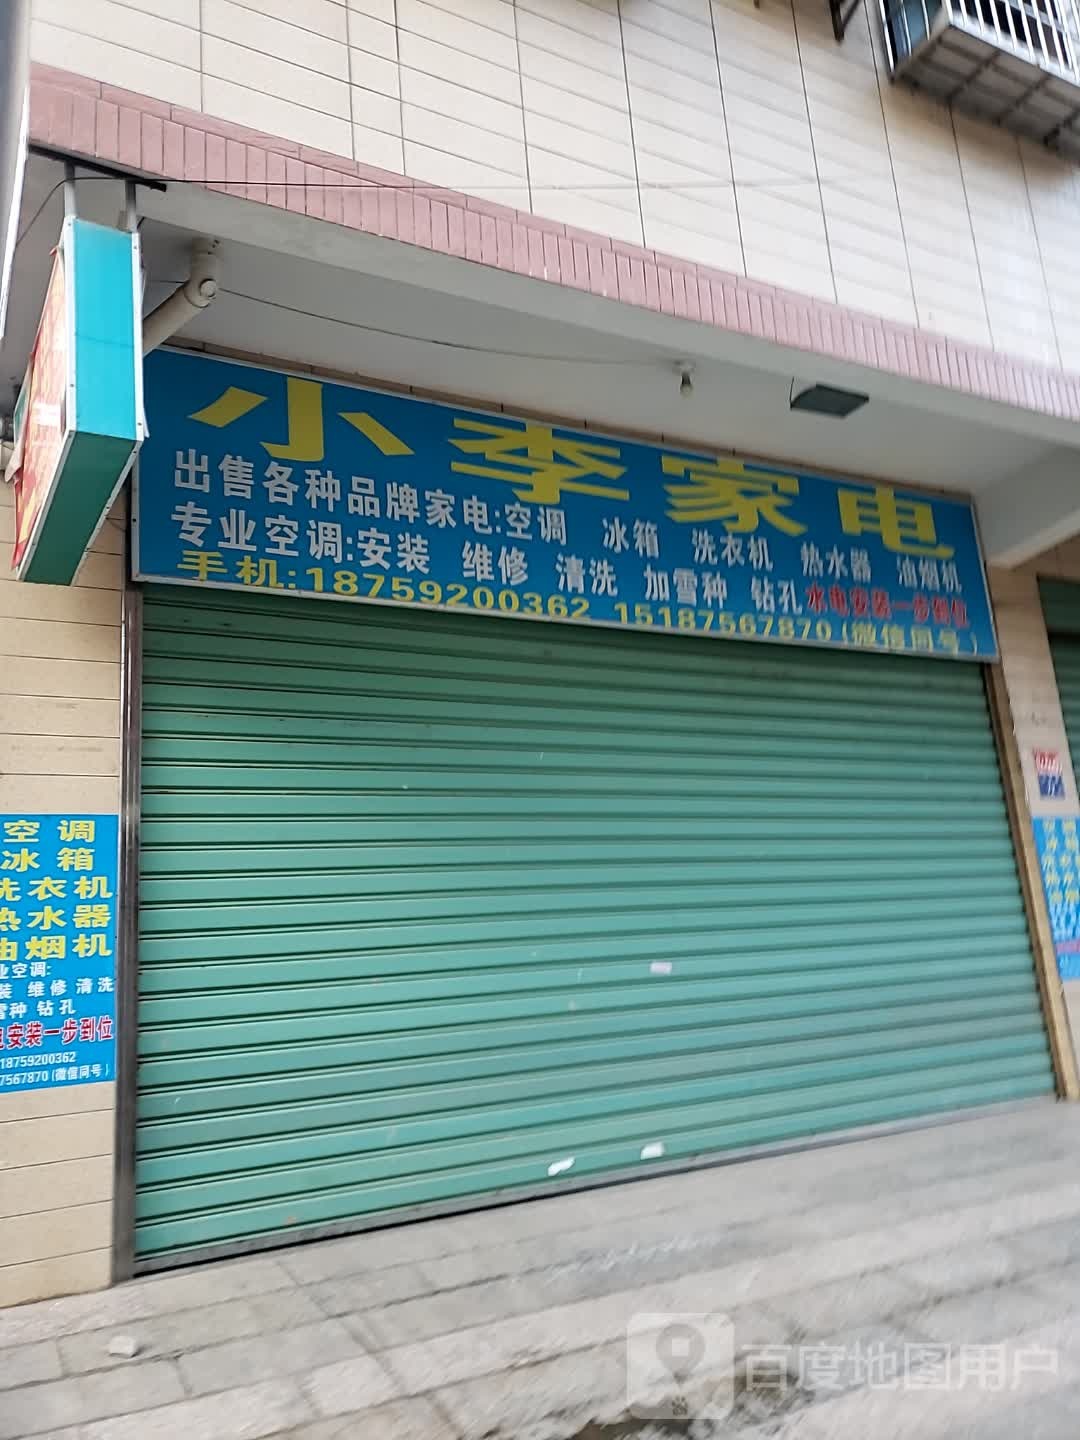 小李家电
出售各种品牌家电:空调 冰箱 洗衣机 热水器 油烟机
专业空调:安装 维修 清洗 加雪种 钻孔 水电安装一步到位
手机:18759200362 15187567870(微信同号)
空调
冰箱
洗衣机
热水器
油烟机
业空调:
装 维修 清洗
雪种 钻孔
电安装一步到位
18759200362
7567870(微信同号)
百度地图用户